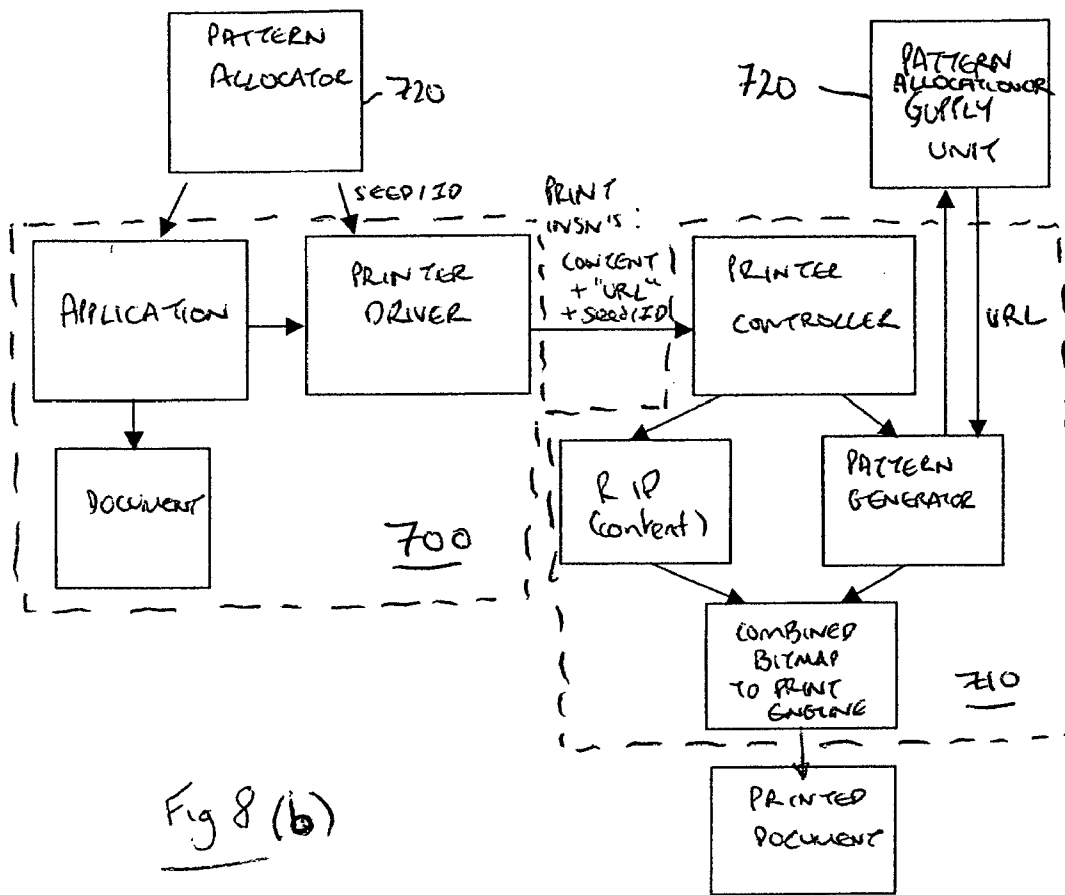 PATTERN
ALLOCATOR
720
SEED/ID
APPLICATION
PRINTER
DRIVER
DOCUMENT
700
PRINT
INSN'S:
CONTENT
+ "URL"
+ SEED/ID
720
PATTERN
ALLOCATION OR
SUPPLY
UNIT
PRINTER
CONTROLLER
URL
RIP
(content)
PATTERN
GENERATOR
COMBINED
BITMAP
TO PRINT
ENGINE
710
PRINTED
DOCUMENT
Fig 8 (b)